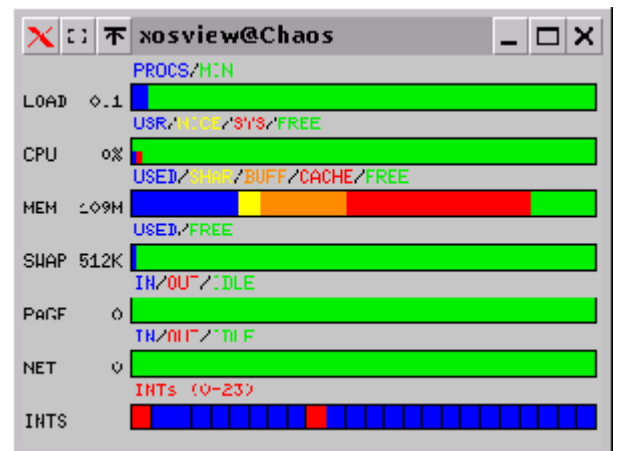 xosview@Chaos
PROCS/MIN
LOAD 0.1
USR/NICE/SYS/FREE
CPU 0%
USED/SHAR/BUFF/CACHE/FREE
MEM 109M
USED/FREE
SWAP 512K
IN/OUT/IDLE
PAGE 0
IN/OUT/IDLE
NET 0
INTs (0-23)
INTS